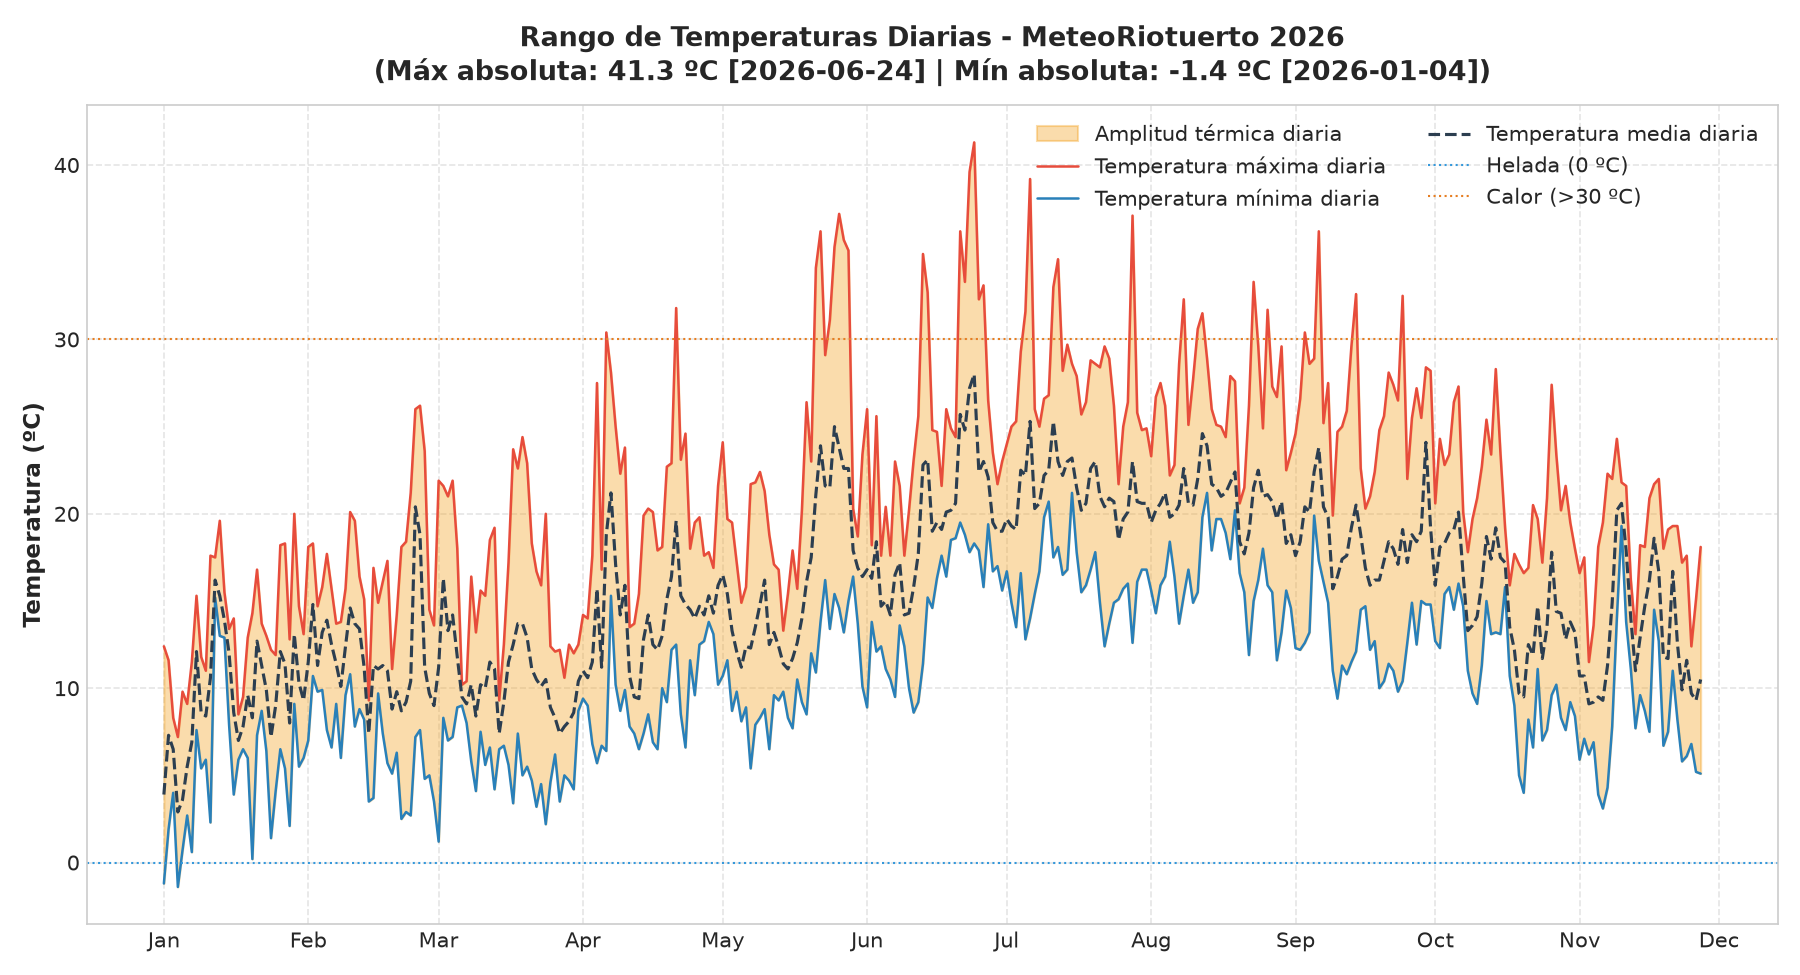 Rango de Temperaturas Diarias - MeteoRiotuerto 2026
(Máx absoluta: 41.3 ºC [2026-06-24] | Mín absoluta: -1.4 ºC [2026-01-04])
Amplitud térmica diaria
Temperatura máxima diaria
Temperatura mínima diaria
Temperatura media diaria
Helada (0 ºC)
Calor (>30 ºC)
Temperatura (ºC)
40
30
20
10
0
Jan Feb Mar Apr May Jun Jul Aug Sep Oct Nov Dec